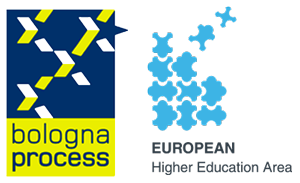 bologna
process
EUROPEAN
Higher Education Area